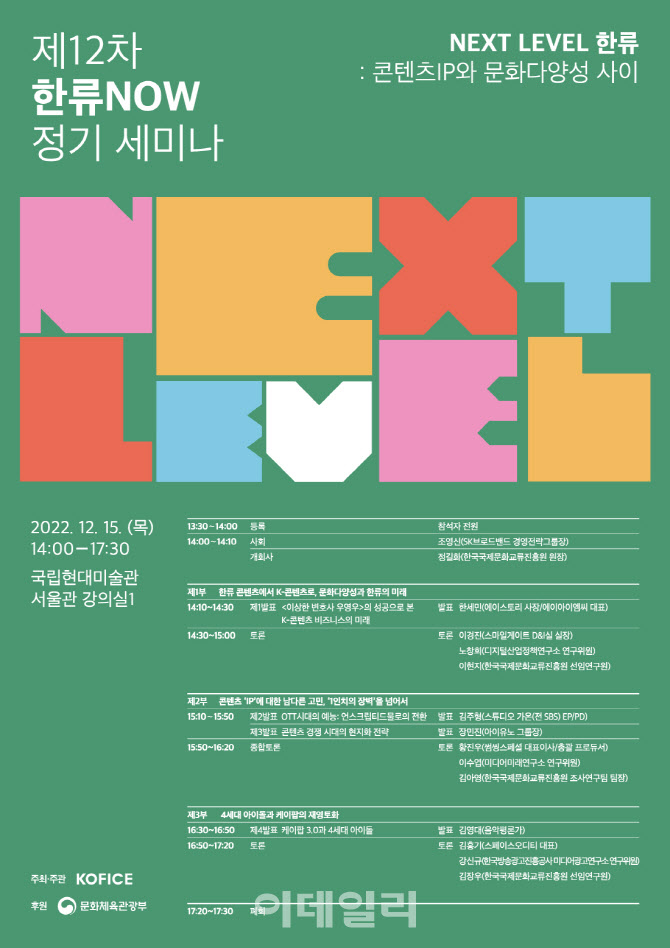 제12차
한류NOW
정기 세미나
NEXT LEVEL 한류
: 콘텐츠IP와 문화다양성 사이
NEXT
LEVEL
2022. 12. 15. (목)
14:00－17:30
국립현대미술관
서울관 강의실1
13:30－14:00 등록 참석자 전원
14:00－14:10 사회 조영신(SK브로드밴드 경영전략그룹장)
개회사 정길화(한국국제문화교류진흥원 원장)
제1부 한류 콘텐츠에서 K-콘텐츠로, 문화다양성과 한류의 미래
14:10~14:30 제1발표 <이상한 변호사 우영우>의 성공으로 본 발표 한세민(에이스토리 사장/에이아이엠씨 대표)
K-콘텐츠 비즈니스의 미래
14:30~15:00 토론 토론 이경진(스마일게이트 D&I실 실장)
노창희(디지털산업정책연구소 연구위원)
이현지(한국국제문화교류진흥원 선임연구원)
제2부 콘텐츠 'IP'에 대한 남다른 고민, '1인치의 장벽'을 넘어서
15:10－15:50 제2발표 OTT시대의 예능: 언스크립티드물로의 전환 발표 김주형(스튜디오 가온(전 SBS) EP/PD)
제3발표 콘텐츠 경쟁 시대의 현지화 전략 발표 장민진(아이유노 그룹장)
15:50~16:20 종합토론 토론 황진우(썸씽스페셜 대표이사/총괄 프로듀서)
이수엽(미디어미래연구소 연구위원)
김아영(한국국제문화교류진흥원 조사연구팀 팀장)
제3부 4세대 아이돌과 케이팝의 재영토화
16:30~16:50 제4발표 케이팝 3.0과 4세대 아이돌 발표 김영대(음악평론가)
16:50~17:20 토론 토론 김홍기(스페이스오디티 대표)
강신규(한국방송광고진흥공사 미디어광고연구소 연구위원)
김장우(한국국제문화교류진흥원 선임연구원)
17:20~17:30 폐회
주최·주관 KOFICE
후원 문화체육관광부
이데일리